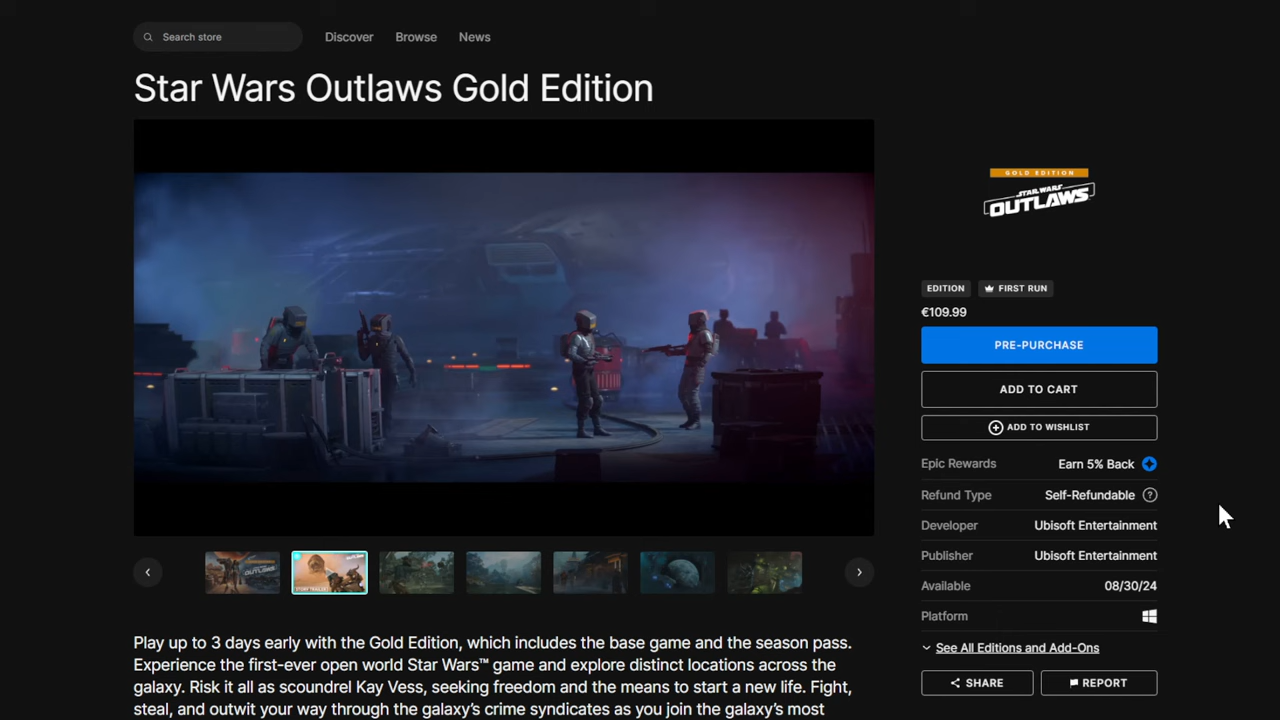 Search store
Discover
Browse
News
Star Wars Outlaws Gold Edition
GOLD EDITION
STAR WARS
OUTLAWS
EDITION
FIRST RUN
€109.99
PRE-PURCHASE
ADD TO CART
ADD TO WISHLIST
Epic Rewards Earn 5% Back
Refund Type Self-Refundable
Developer Ubisoft Entertainment
Publisher Ubisoft Entertainment
Available 08/30/24
Platform
See All Editions and Add-Ons
SHARE
REPORT
OUTLAWS
STORY TRAILER
Play up to 3 days early with the Gold Edition, which includes the base game and the season pass.
Experience the first-ever open world Star Wars™ game and explore distinct locations across the
galaxy. Risk it all as scoundrel Kay Vess, seeking freedom and the means to start a new life. Fight,
steal, and outwit your way through the galaxy’s crime syndicates as you join the galaxy’s most